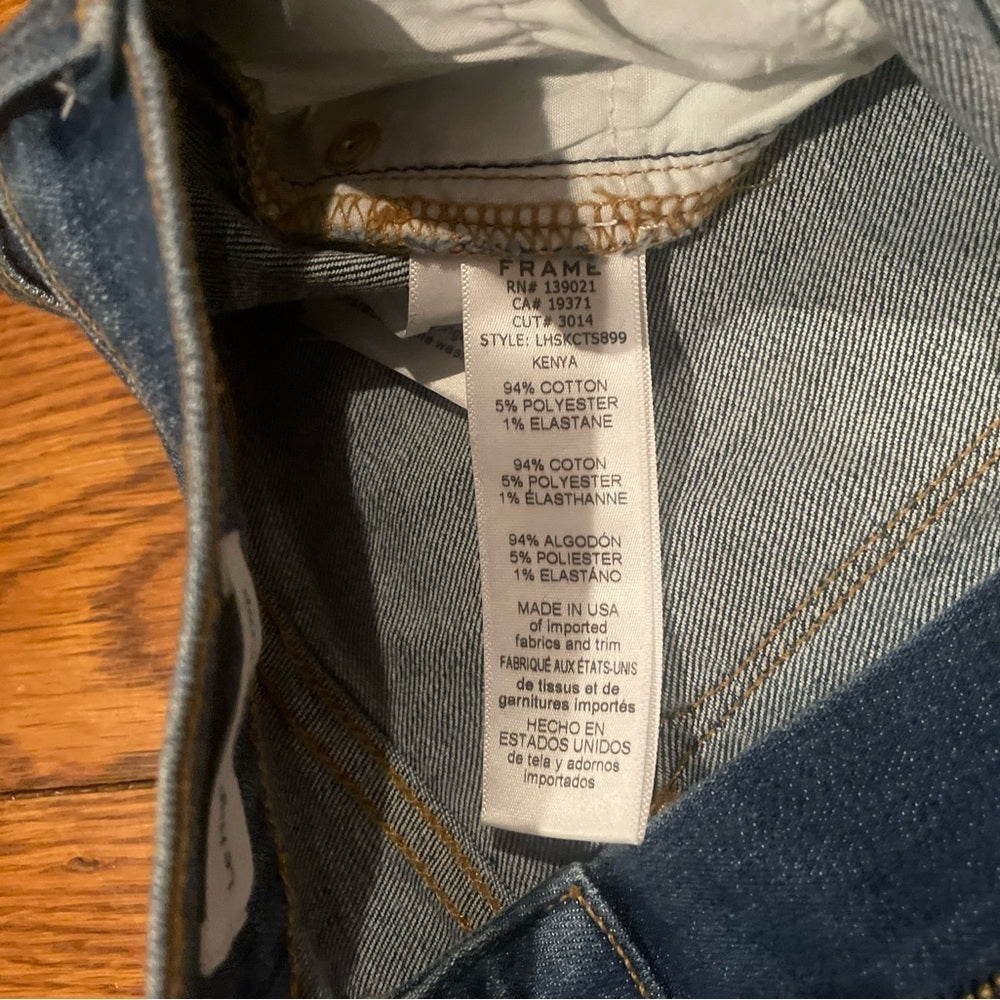 FRAME
RN# 139021
CA# 19371
CUT# 3014
STYLE: LHSKCTS899
KENYA
94% COTTON
5% POLYESTER
1% ELASTANE
94% COTON
5% POLYESTER
1% ÉLASTHANNE
94% ALGODÓN
5% POLIESTER
1% ELASTÁNO
MADE IN USA
of imported
fabrics and trim
FABRIQUÉ AUX ÉTATS-UNIS
de tissus et de
garnitures importés
HECHO EN
ESTADOS UNIDOS
de tela y adornos
importados